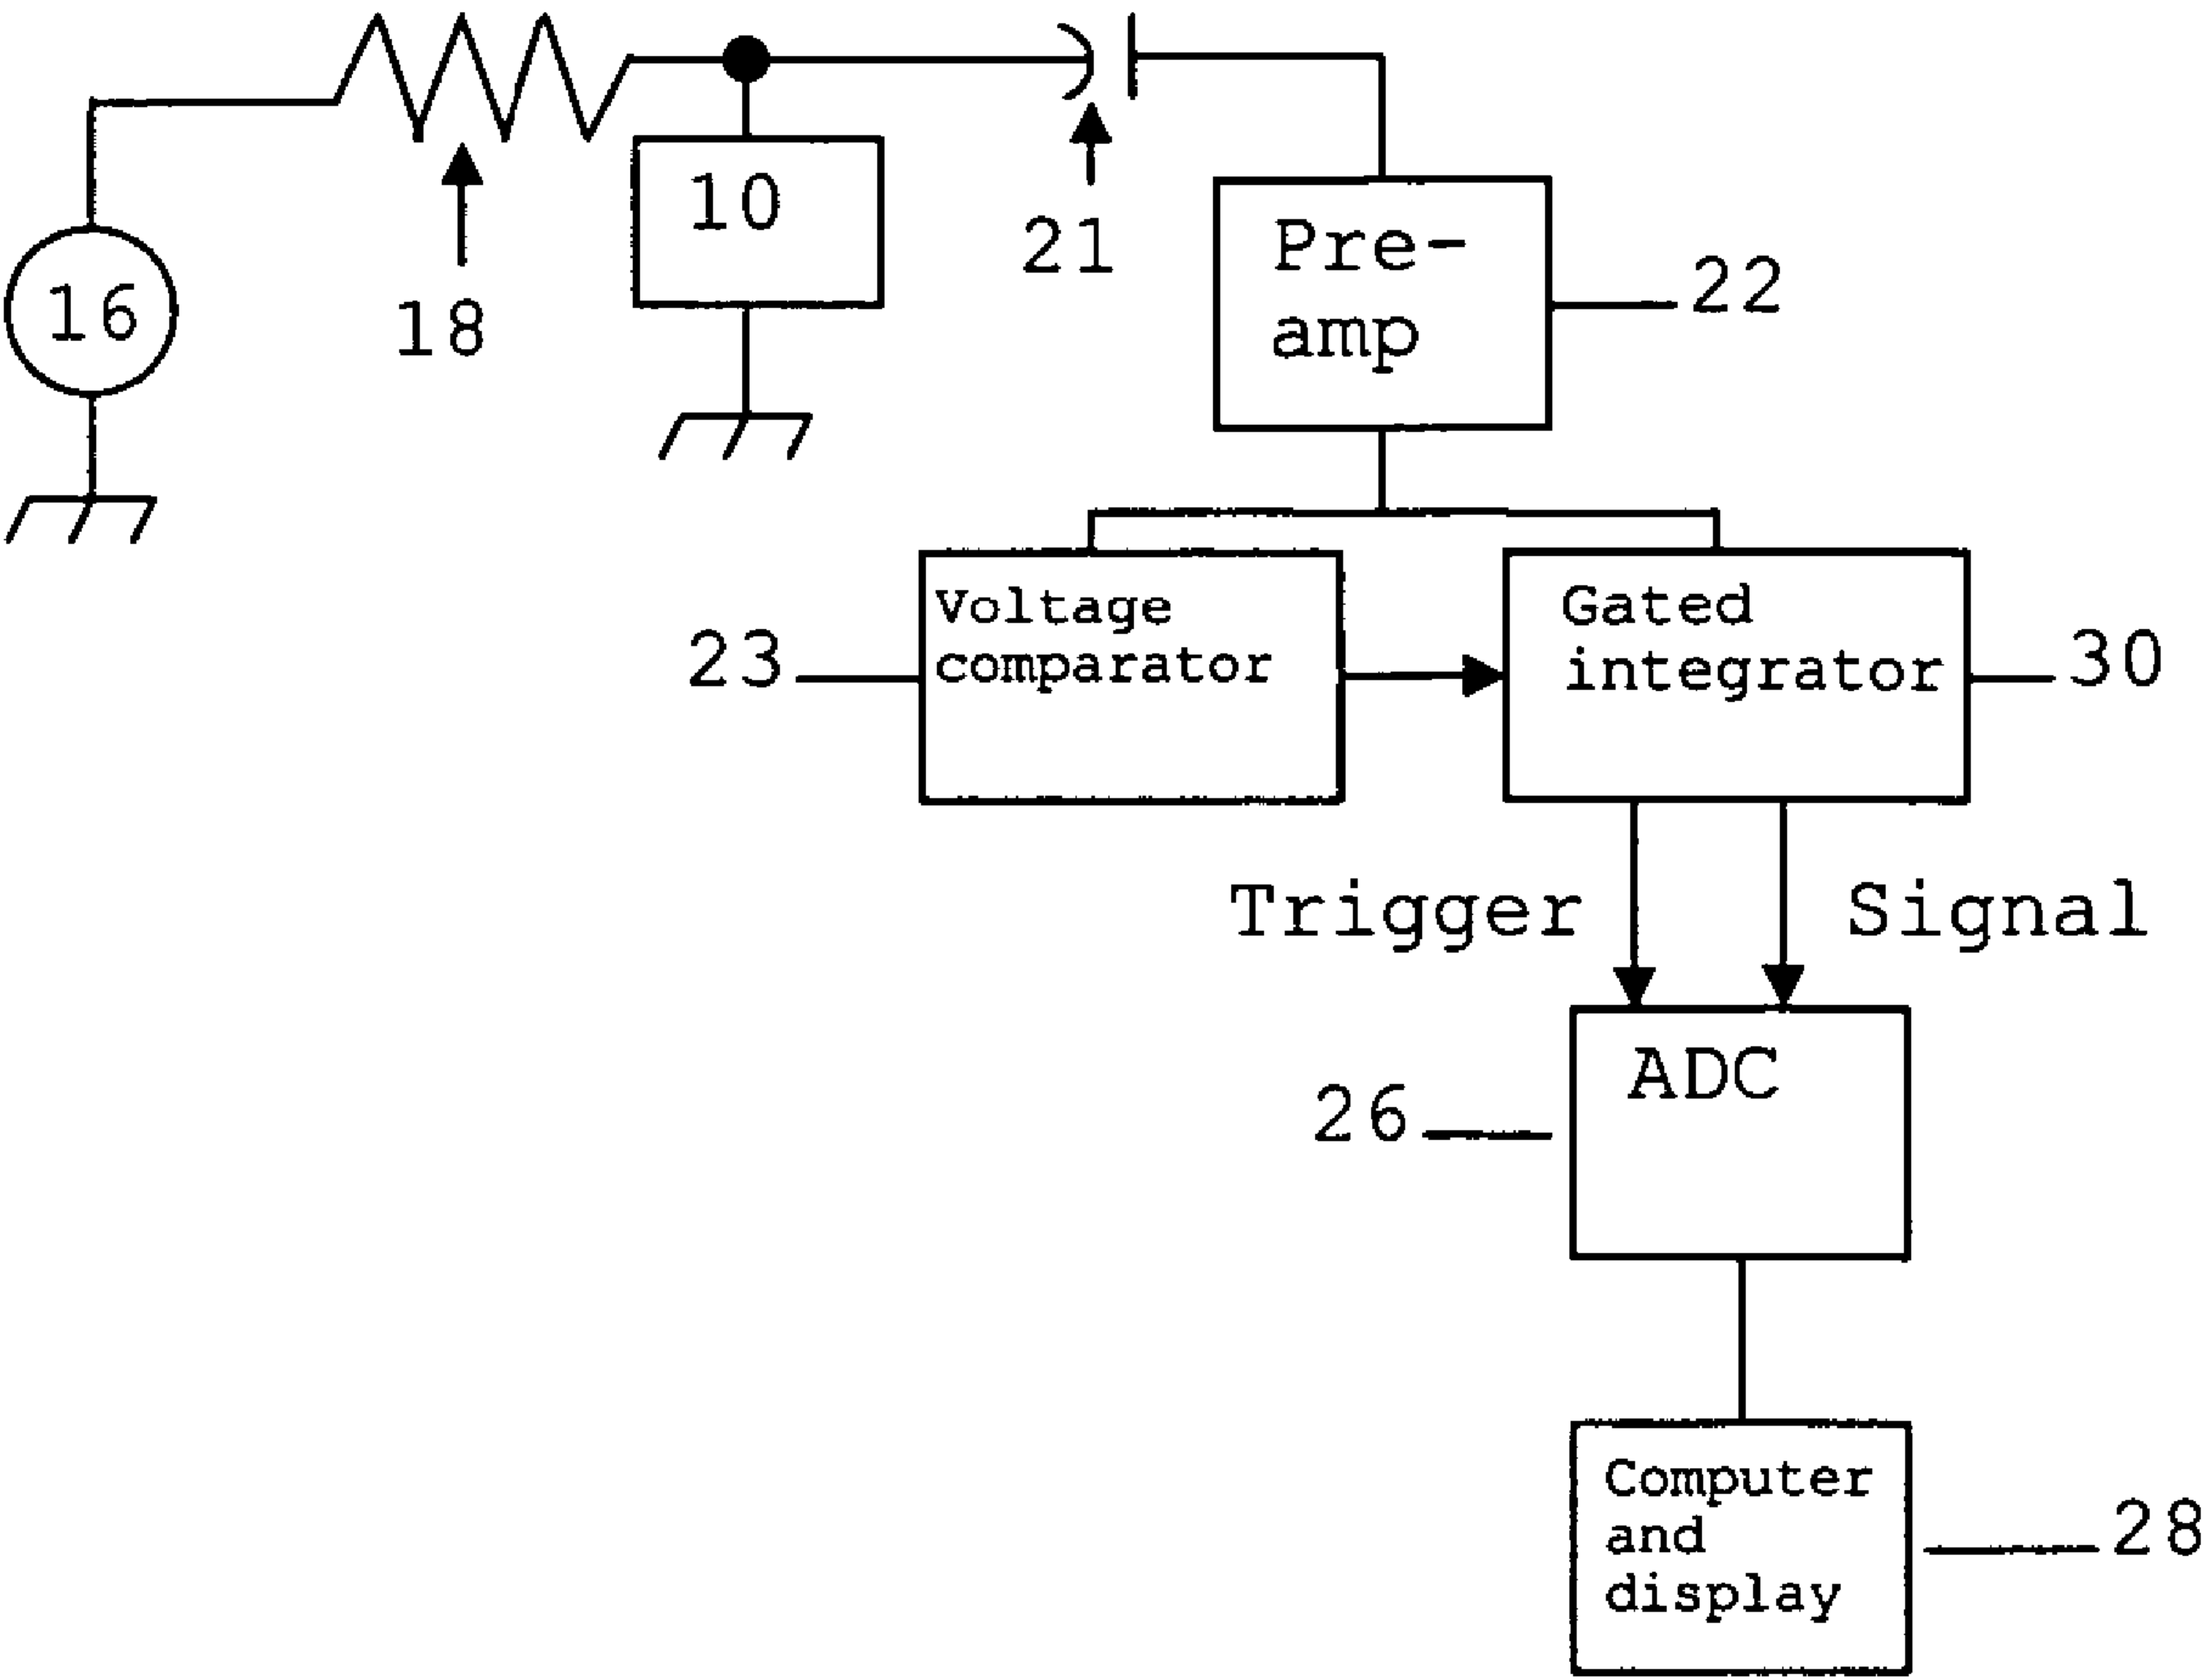 10
16
18
21
Pre-
amp
22
Voltage
comparator
23
Gated
integrator
30
Trigger
Signal
ADC
26
Computer
and
display
28